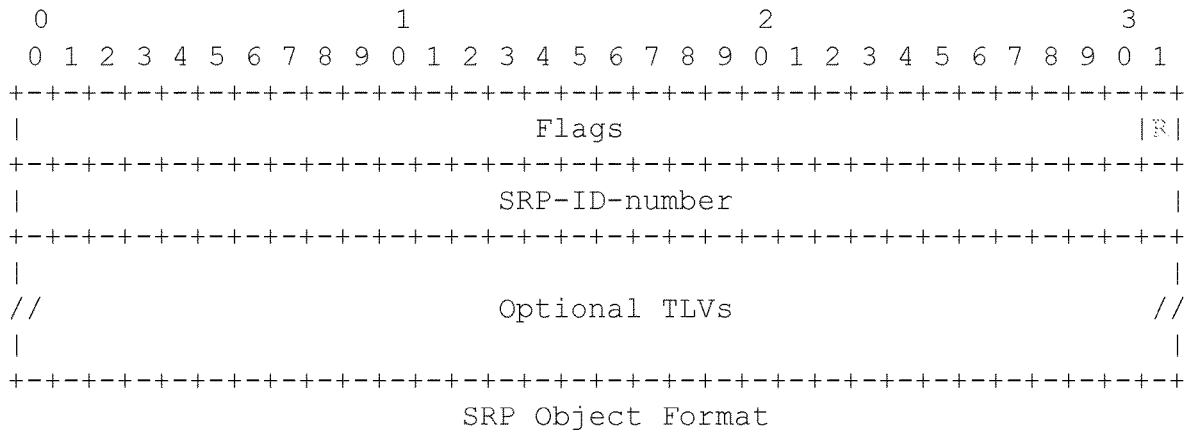 0                   1                   2                   3
0 1 2 3 4 5 6 7 8 9 0 1 2 3 4 5 6 7 8 9 0 1 2 3 4 5 6 7 8 9 0 1
+-+-+-+-+-+-+-+-+-+-+-+-+-+-+-+-+-+-+-+-+-+-+-+-+-+-+-+-+-+-+-+-+
|                             Flags                           |R|
+-+-+-+-+-+-+-+-+-+-+-+-+-+-+-+-+-+-+-+-+-+-+-+-+-+-+-+-+-+-+-+-+
|                          SRP-ID-number                        |
+-+-+-+-+-+-+-+-+-+-+-+-+-+-+-+-+-+-+-+-+-+-+-+-+-+-+-+-+-+-+-+-+
|                                                               |
//                         Optional TLVs                       //
|                                                               |
+-+-+-+-+-+-+-+-+-+-+-+-+-+-+-+-+-+-+-+-+-+-+-+-+-+-+-+-+-+-+-+-+
SRP Object Format